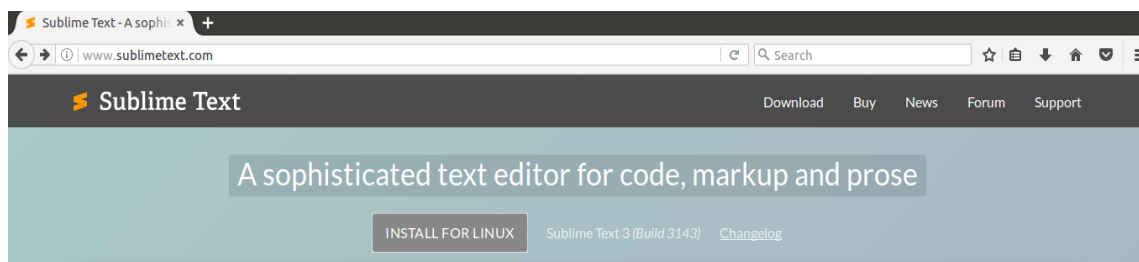 Sublime Text - A sophis
www.sublimetext.com
Search
Sublime Text
Download Buy News Forum Support
A sophisticated text editor for code, markup and prose
INSTALL FOR LINUX Sublime Text 3 (Build 3143) Changelog